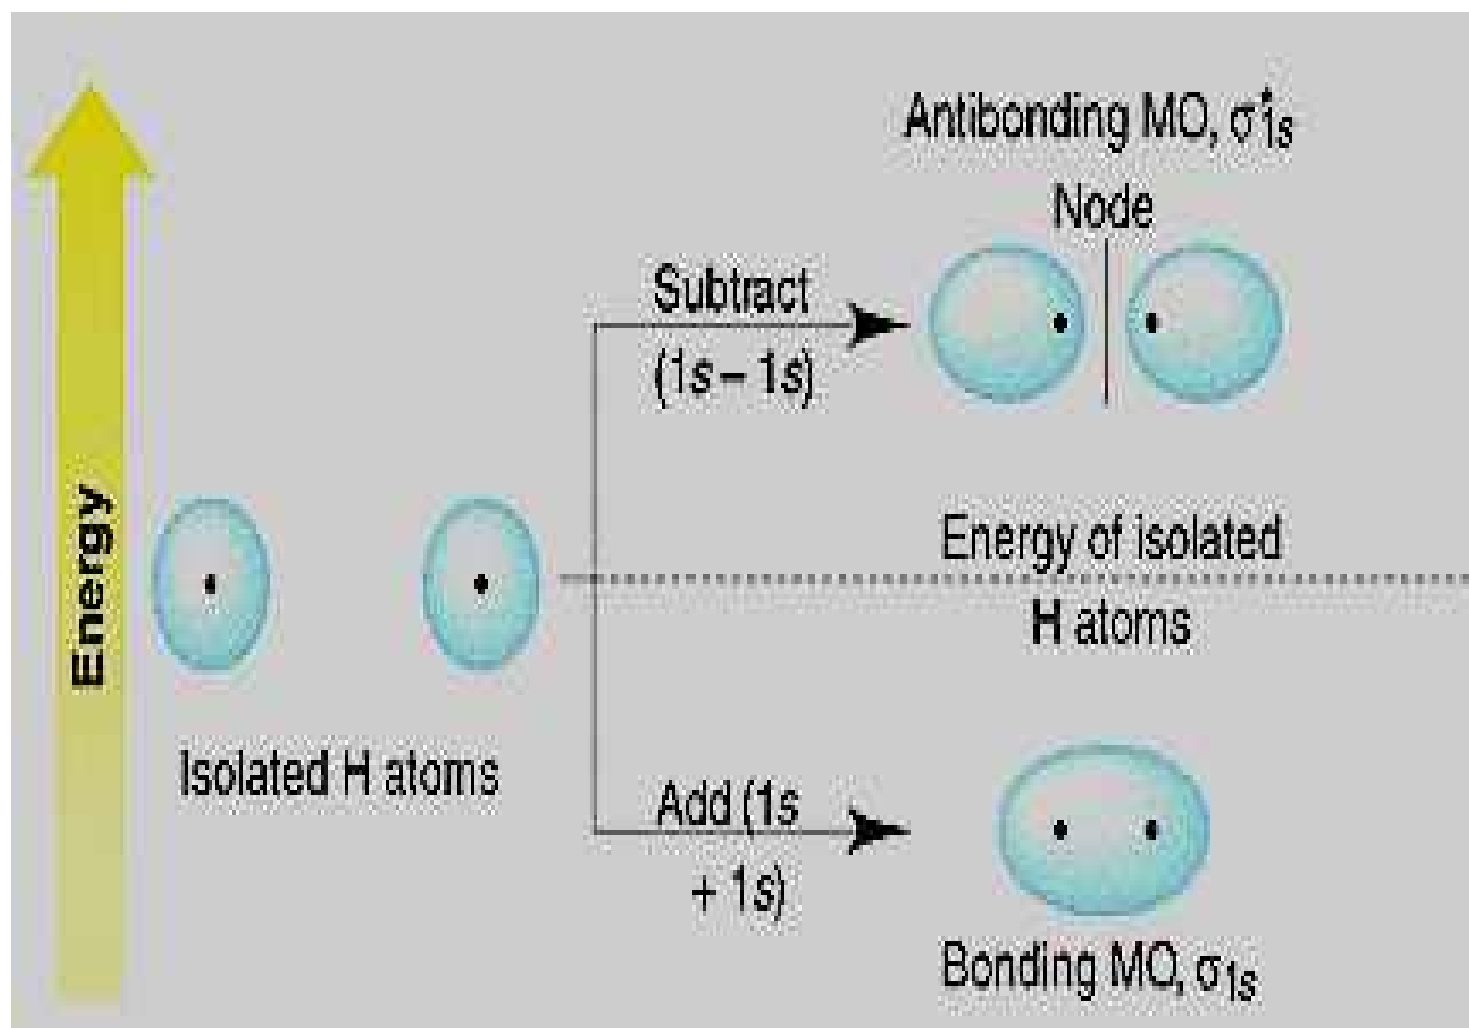 Antibonding MO, σ*1s
Node
Subtract
(1s – 1s)
Energy
Energy of isolated
H atoms
Isolated H atoms
Add (1s
+ 1s)
Bonding MO, σ1s